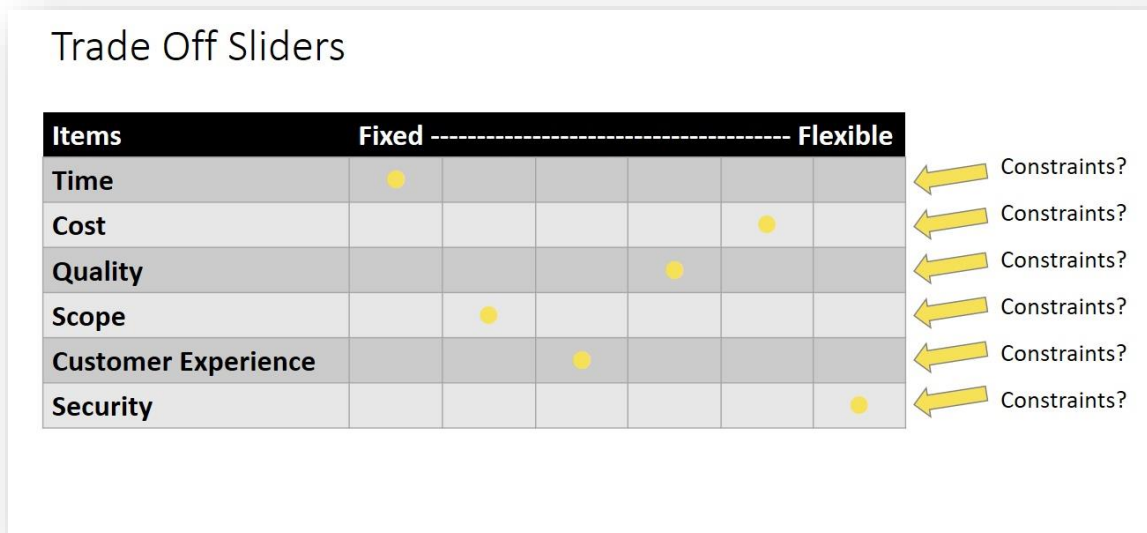 Trade Off Sliders
Items Fixed --------------------------------------- Flexible
Time Constraints?
Cost Constraints?
Quality Constraints?
Scope Constraints?
Customer Experience Constraints?
Security Constraints?